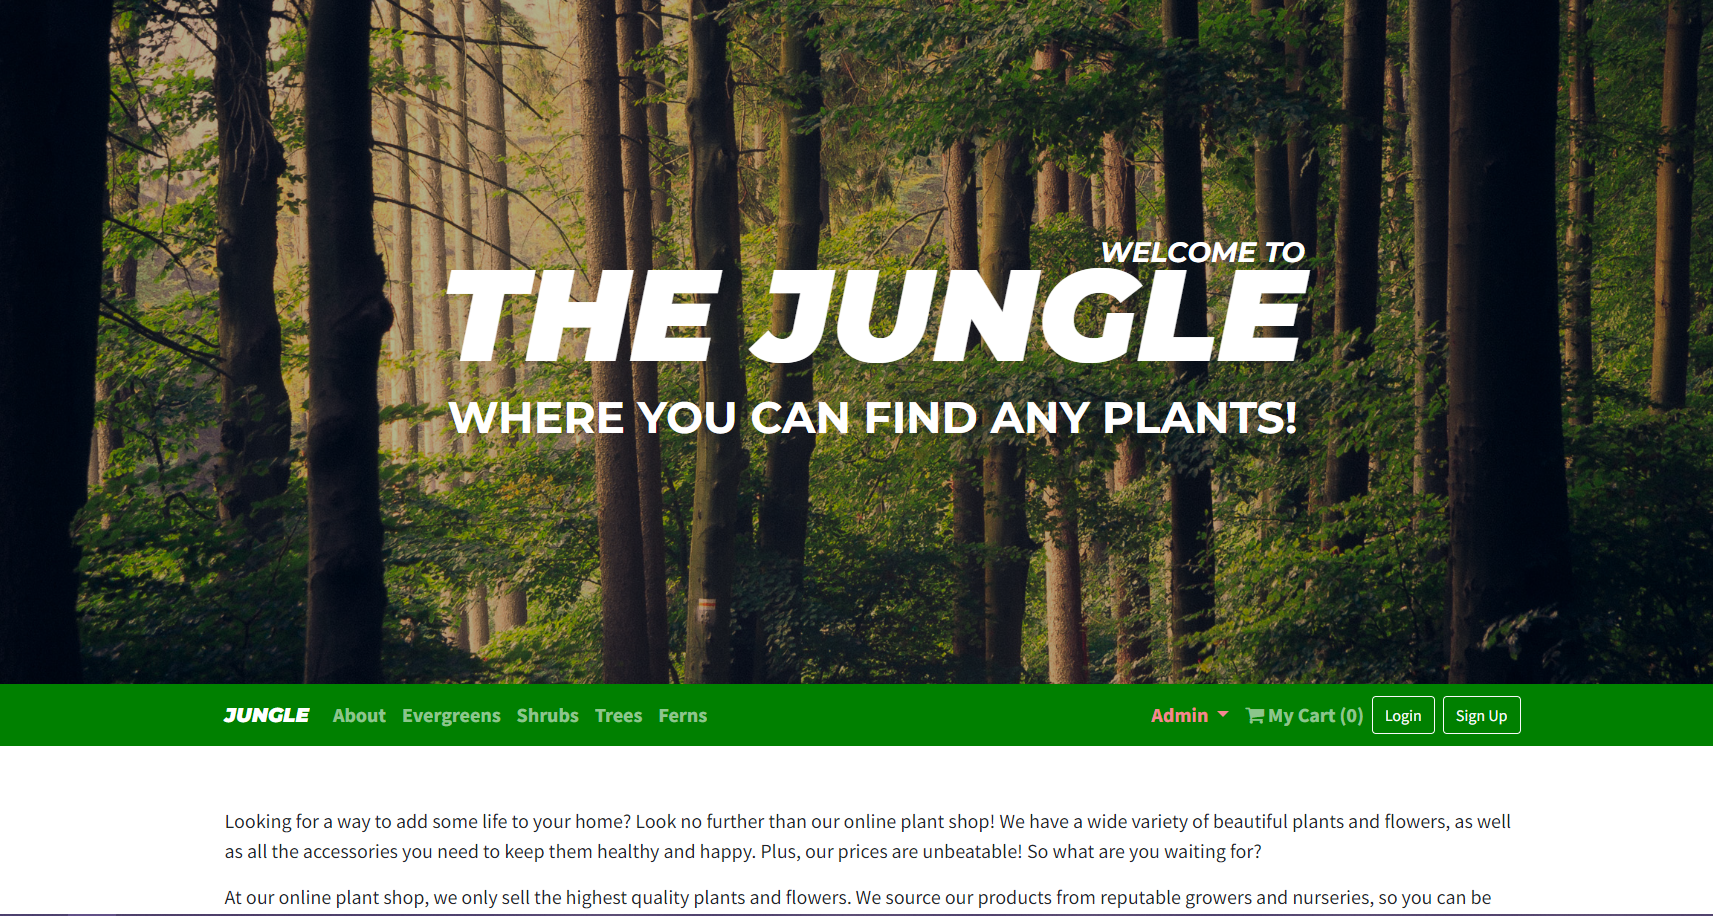 WELCOME TO
THE JUNGLE
WHERE YOU CAN FIND ANY PLANTS!
JUNGLE About Evergreens Shrubs Trees Ferns Admin My Cart (0) Login Sign Up
Looking for a way to add some life to your home? Look no further than our online plant shop! We have a wide variety of beautiful plants and flowers, as well
as all the accessories you need to keep them healthy and happy. Plus, our prices are unbeatable! So what are you waiting for?
At our online plant shop, we only sell the highest quality plants and flowers. We source our products from reputable growers and nurseries, so you can be